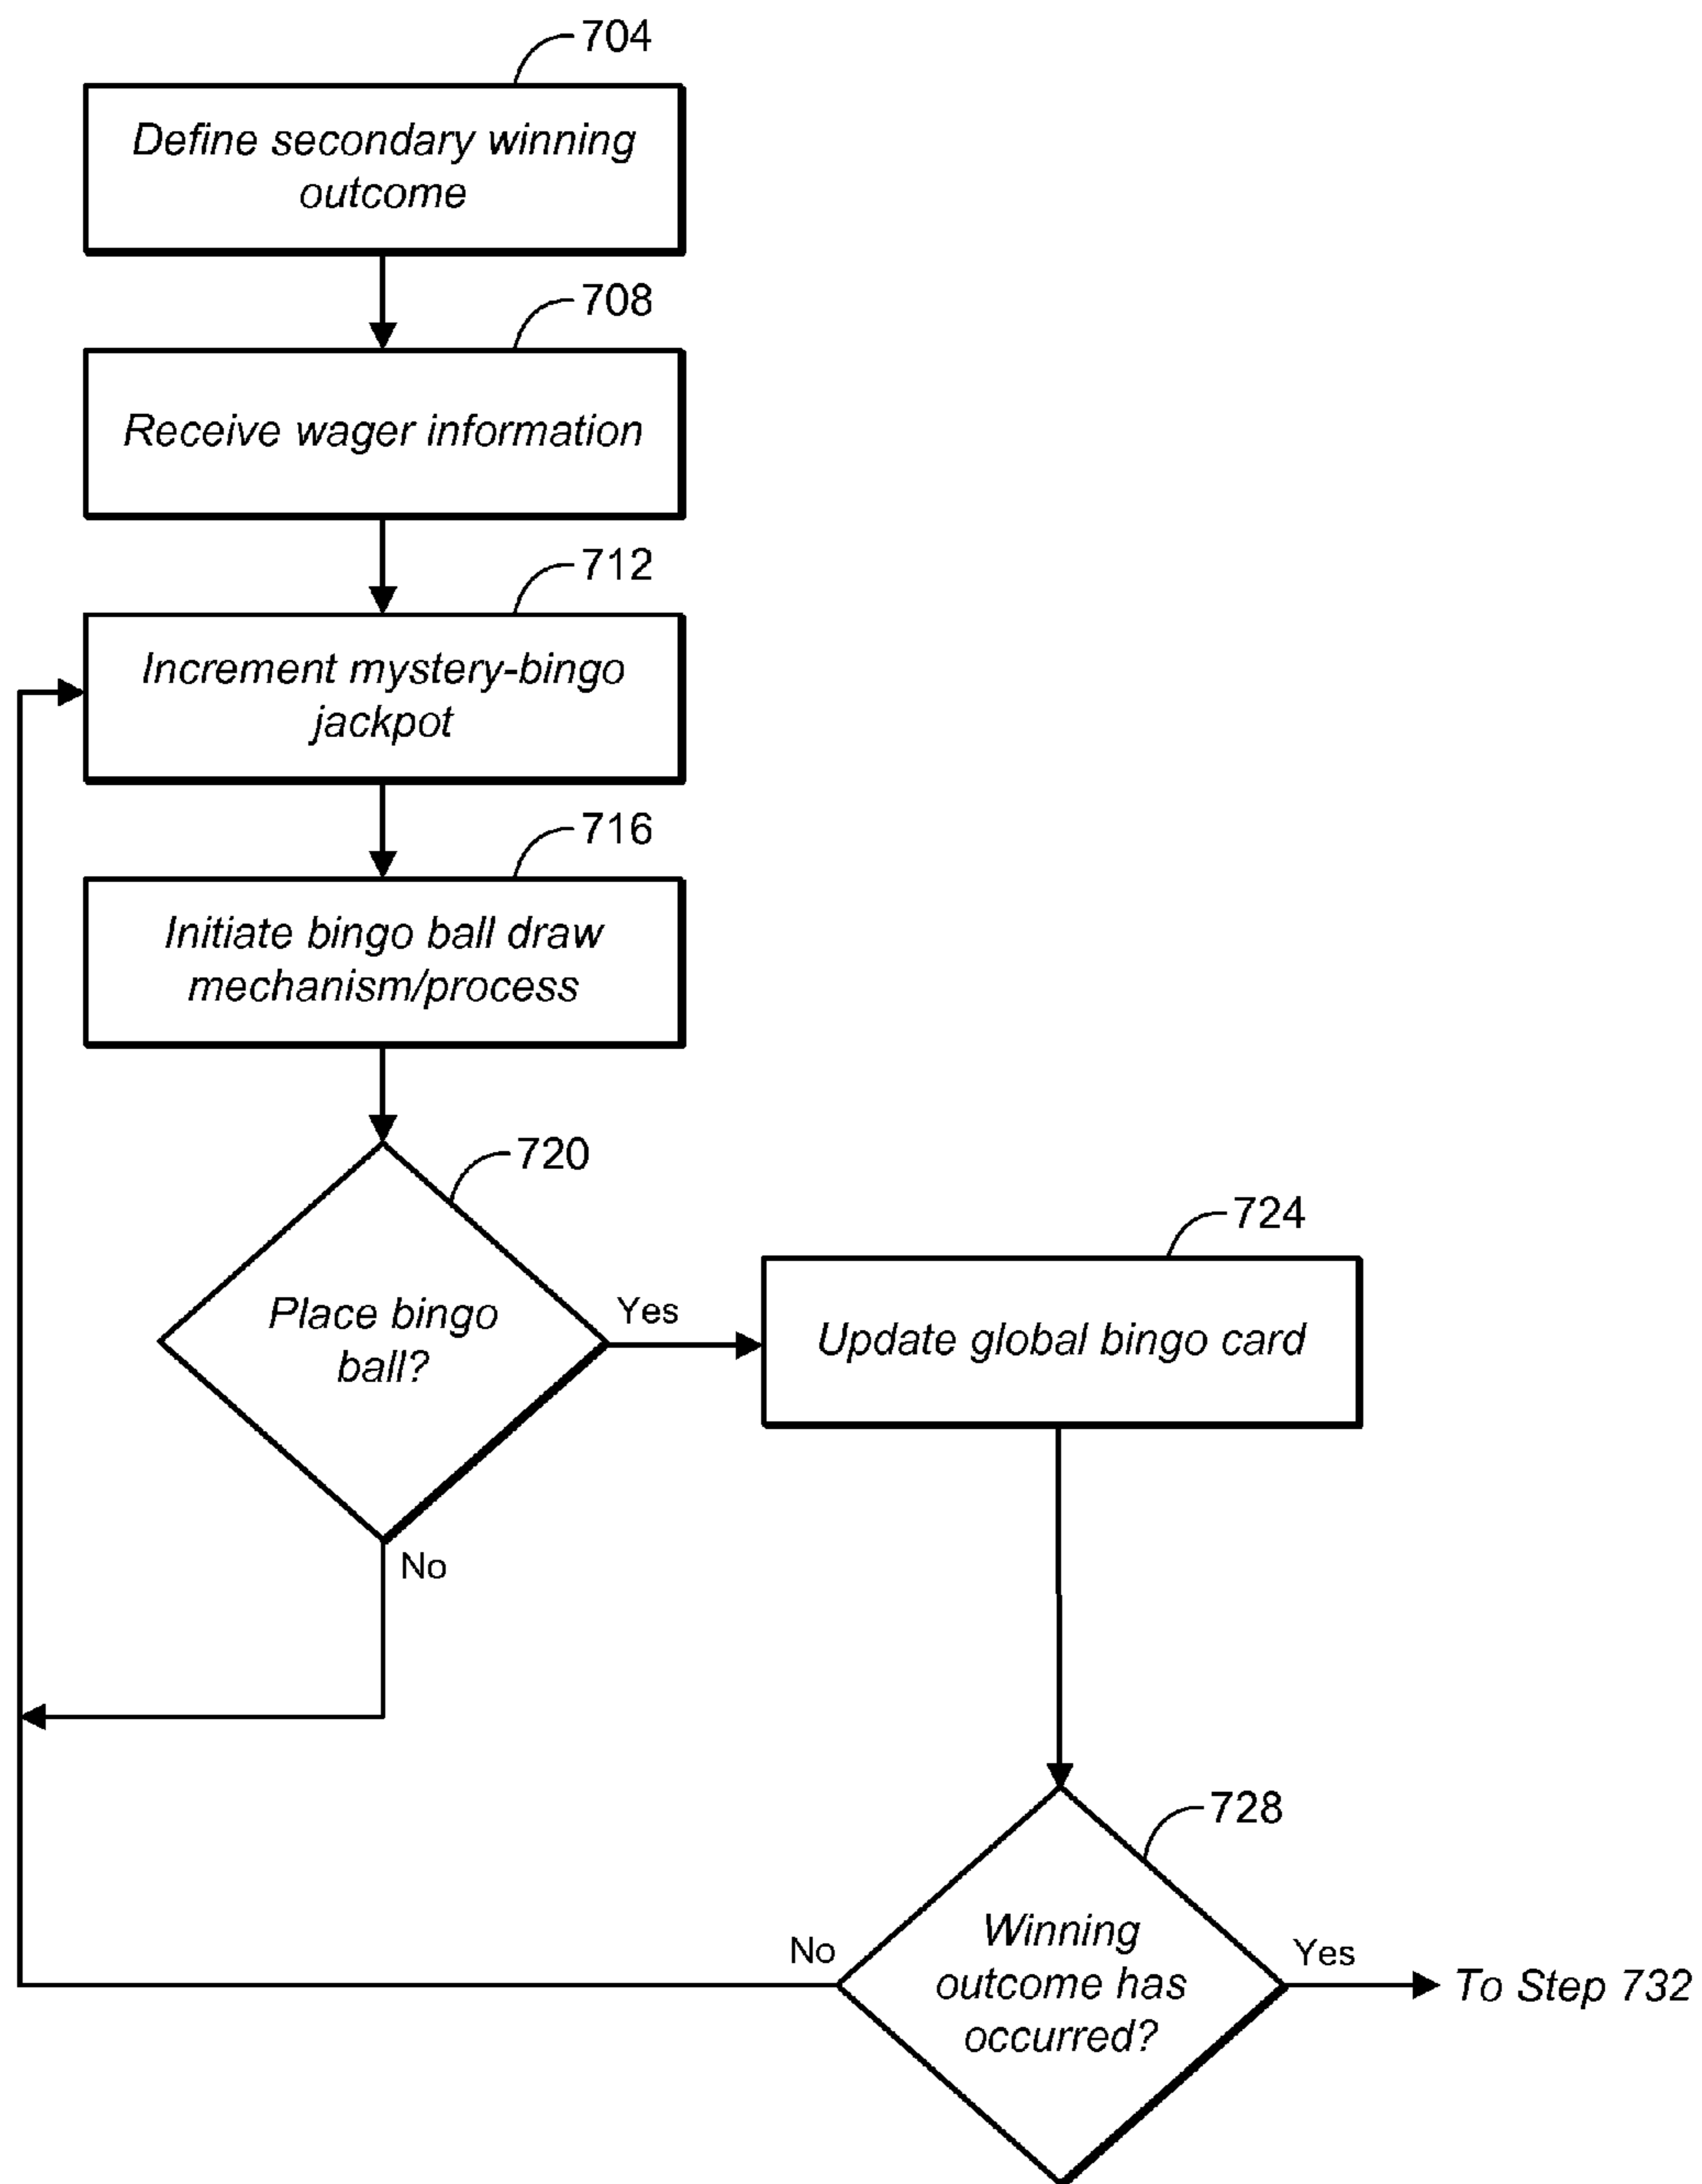 704
Define secondary winning
outcome
708
Receive wager information
712
Increment mystery-bingo
jackpot
716
Initiate bingo ball draw
mechanism/process
720
Place bingo
ball?
Yes
No
724
Update global bingo card
728
Winning
outcome has
occurred?
No
Yes
To Step 732